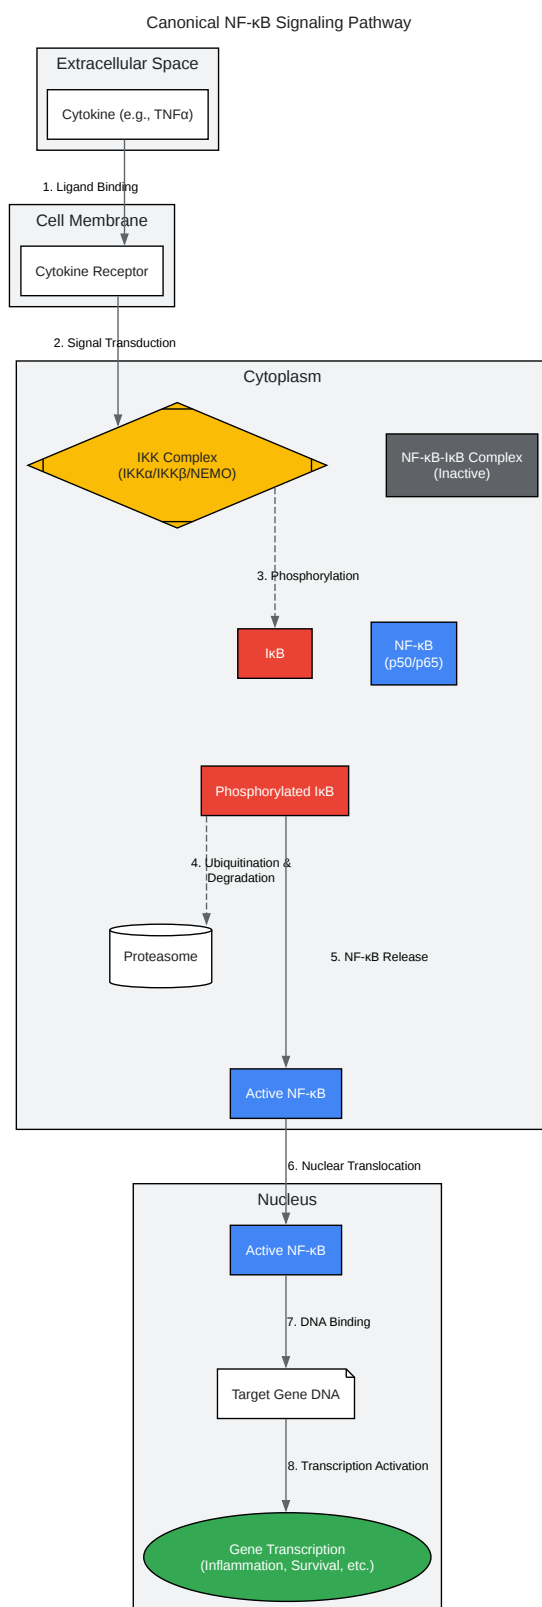 Canonical NF-κB Signaling Pathway
Extracellular Space
Cytokine (e.g., TNFα)
1. Ligand Binding
Cell Membrane
Cytokine Receptor
2. Signal Transduction
Cytoplasm
IKK Complex
(IKKα/IKKβ/NEMO)
NF-κB-IκB Complex
(Inactive)
3. Phosphorylation
IκB
NF-κB
(p50/p65)
Phosphorylated IκB
4. Ubiquitination &
Degradation
Proteasome
5. NF-κB Release
Active NF-κB
6. Nuclear Translocation
Nucleus
Active NF-κB
7. DNA Binding
Target Gene DNA
8. Transcription Activation
Gene Transcription
(Inflammation, Survival, etc.)